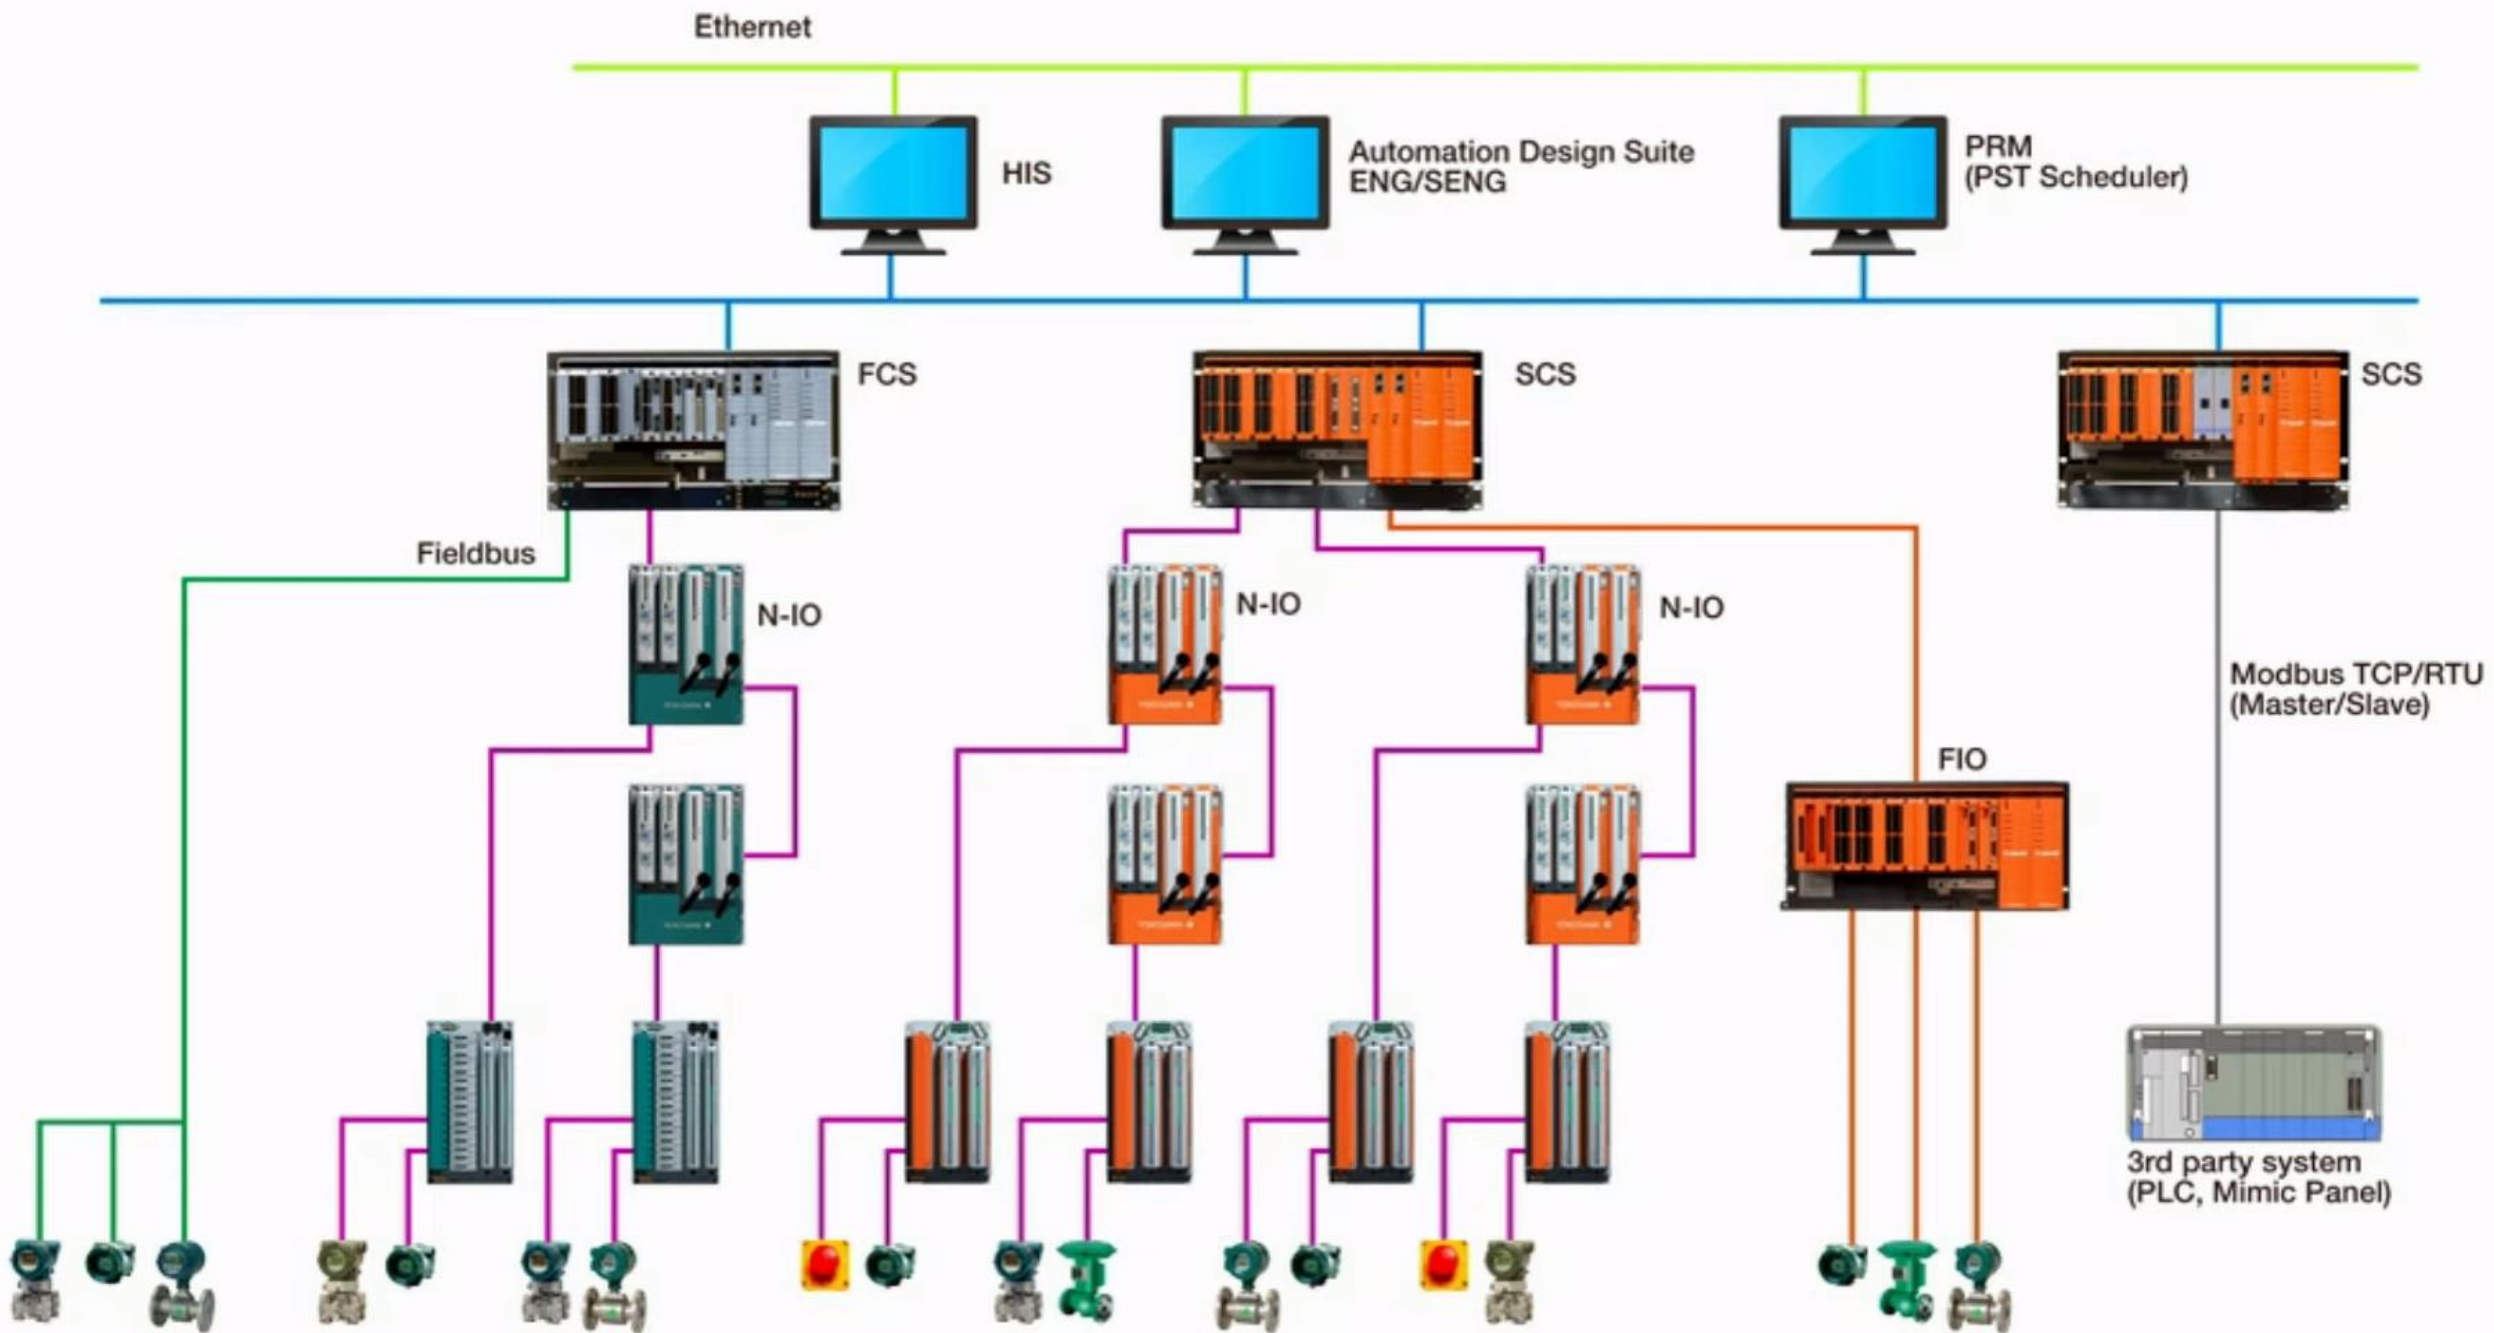 Ethernet
HIS
Automation Design Suite
ENG/SENG
PRM
(PST Scheduler)
FCS
SCS
SCS
Fieldbus
N-IO
N-IO
N-IO
Modbus TCP/RTU
(Master/Slave)
FIO
3rd party system
(PLC, Mimic Panel)